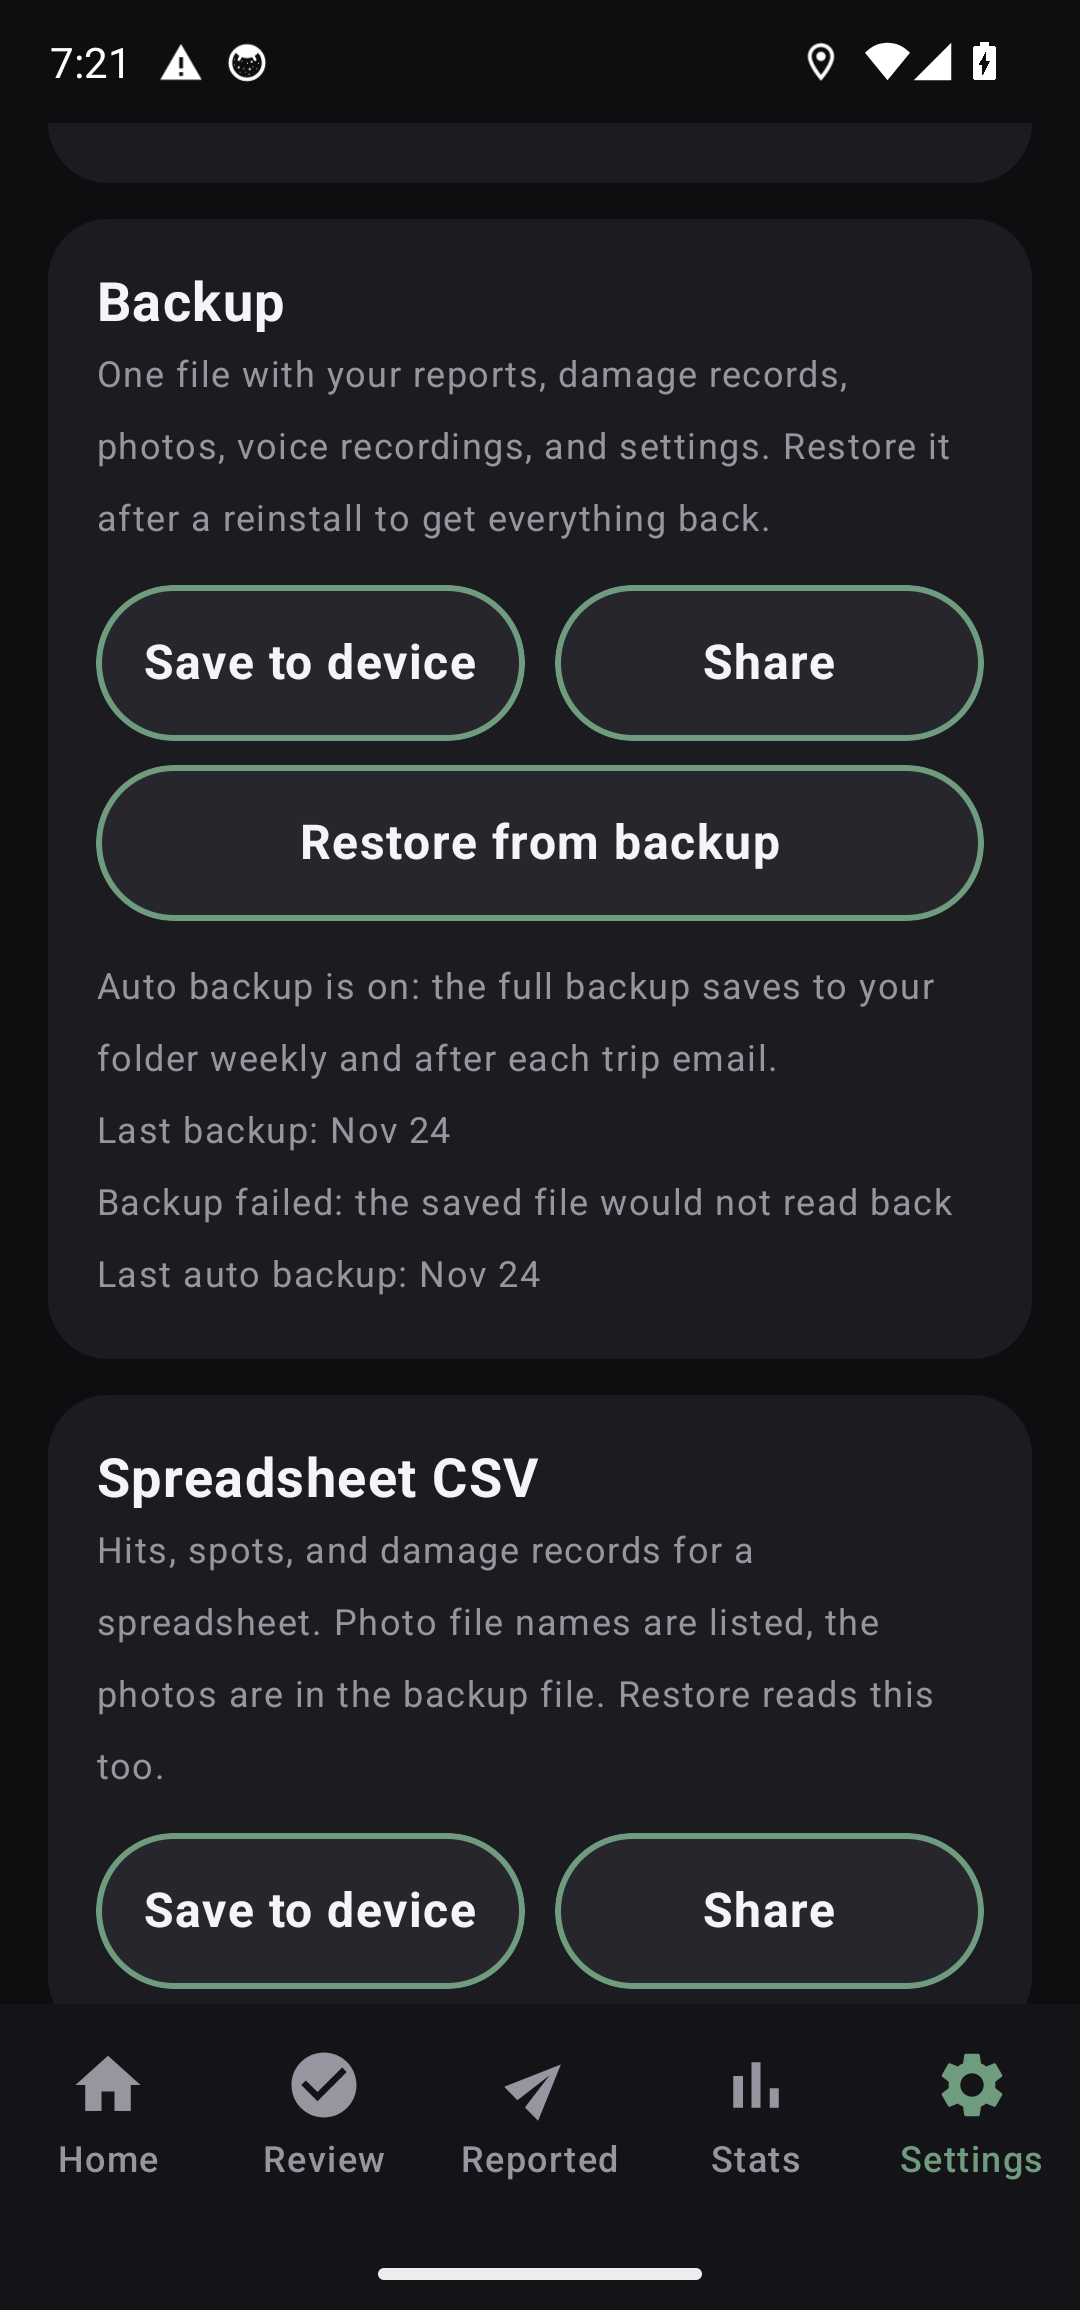 7:21
Backup
One file with your reports, damage records,
photos, voice recordings, and settings. Restore it
after a reinstall to get everything back.
Save to device
Share
Restore from backup
Auto backup is on: the full backup saves to your
folder weekly and after each trip email.
Last backup: Nov 24
Backup failed: the saved file would not read back
Last auto backup: Nov 24
Spreadsheet CSV
Hits, spots, and damage records for a
spreadsheet. Photo file names are listed, the
photos are in the backup file. Restore reads this
too.
Save to device
Share
Home
Review
Reported
Stats
Settings